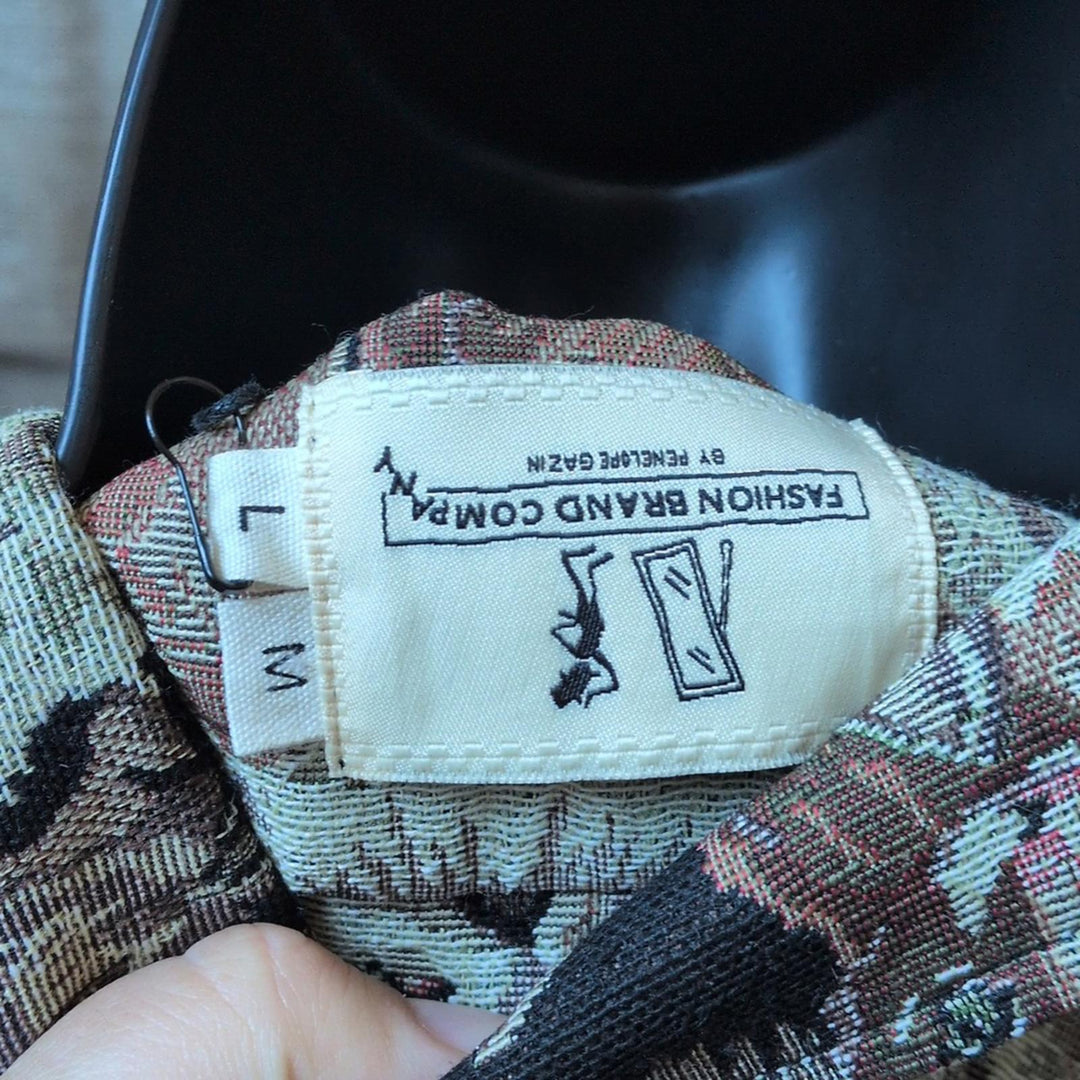 FASHION BRAND COMPANY
BY PENELOPE GAZIN
L
M